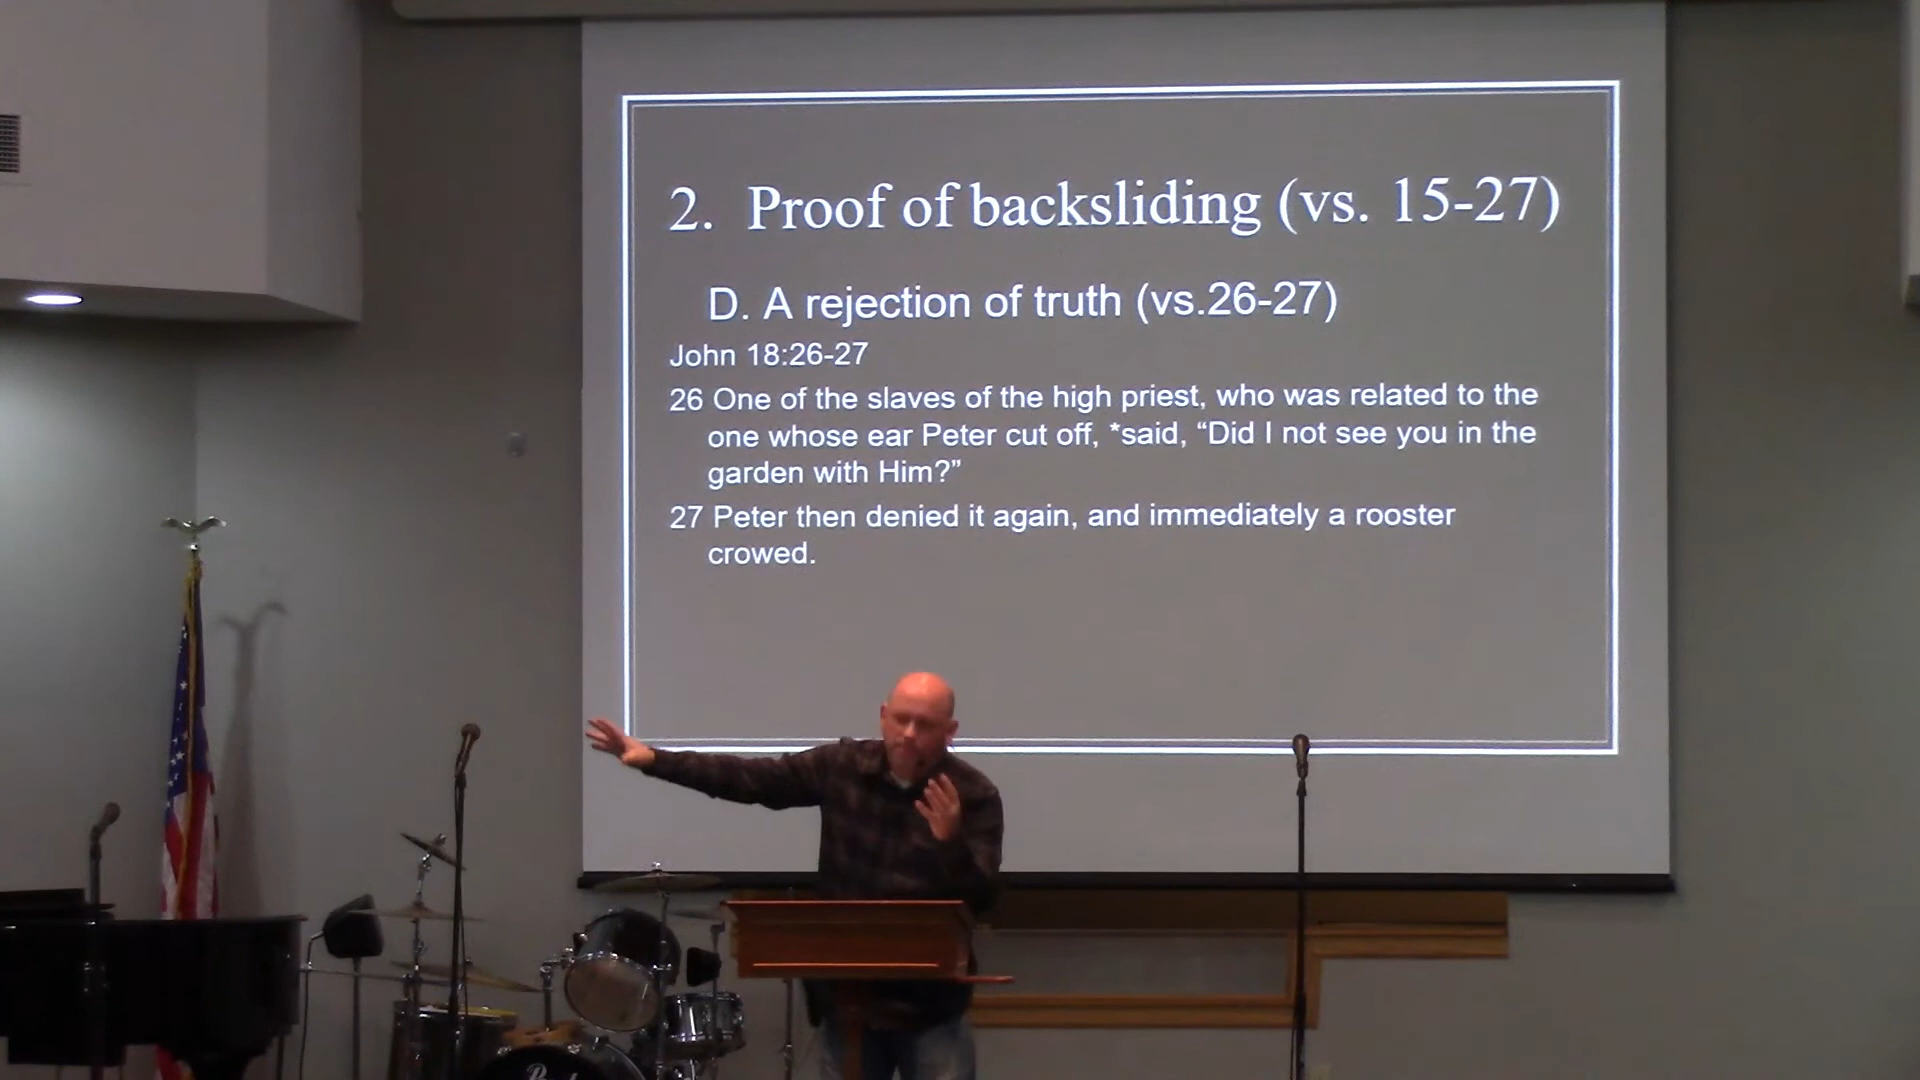 2. Proof of backsliding (vs. 15-27)
D. A rejection of truth (vs.26-27)
John 18:26-27
26 One of the slaves of the high priest, who was related to the
one whose ear Peter cut off, *said, “Did I not see you in the
garden with Him?”
27 Peter then denied it again, and immediately a rooster
crowed.